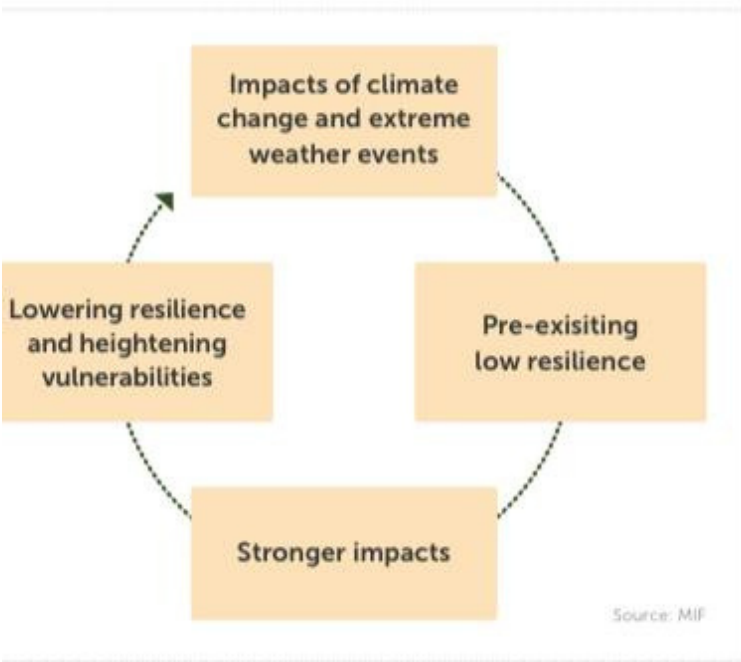 Impacts of climate
change and extreme
weather events
Lowering resilience
and heightening
vulnerabilities
Pre-exisiting
low resilience
Stronger impacts
Source: MIF